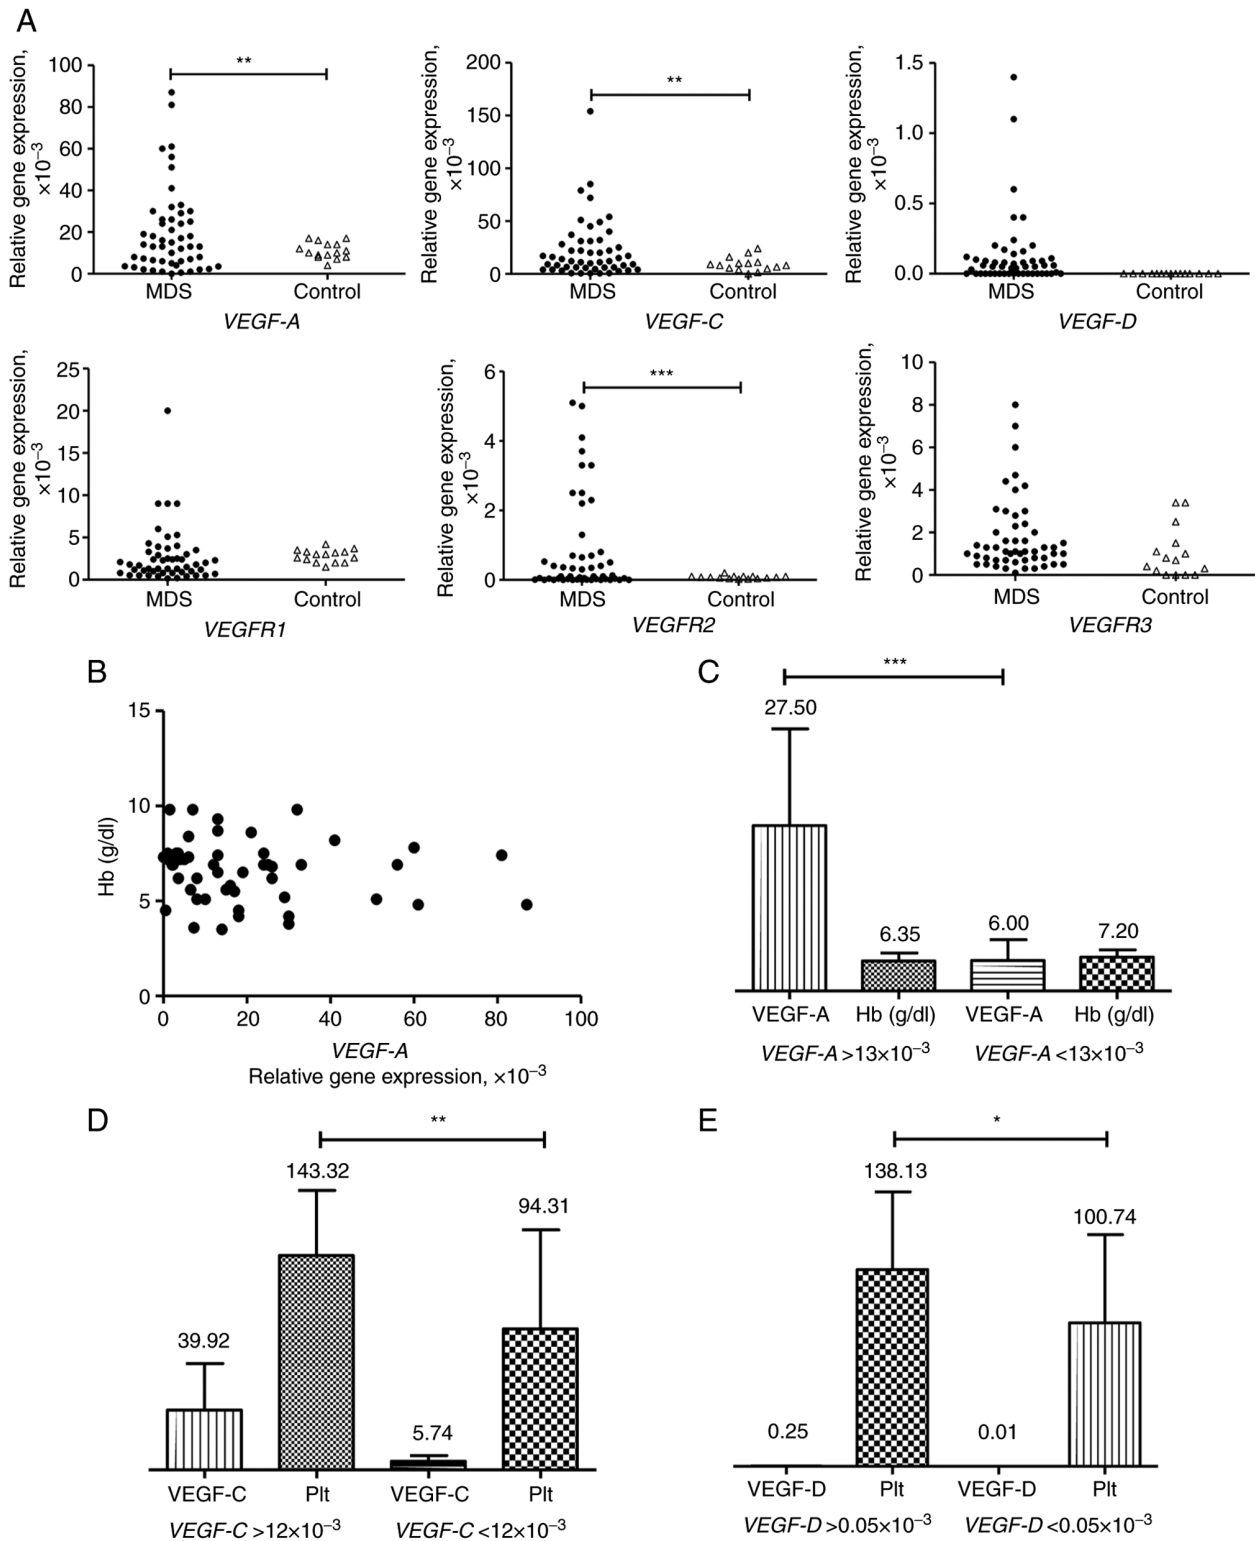 A
Relative gene expression,
×10⁻³
100
80
60
40
20
0
**
MDS
Control
VEGF-A
Relative gene expression,
×10⁻³
200
150
100
50
0
**
MDS
Control
VEGF-C
Relative gene expression,
×10⁻³
1.5
1.0
0.5
0.0
MDS
Control
VEGF-D
Relative gene expression,
×10⁻³
25
20
15
10
5
0
MDS
Control
VEGFR1
Relative gene expression,
×10⁻³
6
4
2
0
***
MDS
Control
VEGFR2
Relative gene expression,
×10⁻³
10
8
6
4
2
0
MDS
Control
VEGFR3
B
Hb (g/dl)
15
10
5
0
0 20 40 60 80 100
VEGF-A
Relative gene expression, ×10⁻³
C
***
27.50
6.35
6.00
7.20
VEGF-A Hb (g/dl) VEGF-A Hb (g/dl)
VEGF-A >13×10⁻³ VEGF-A <13×10⁻³
D
**
143.32
94.31
39.92
5.74
VEGF-C Plt VEGF-C Plt
VEGF-C >12×10⁻³ VEGF-C <12×10⁻³
E
*
138.13
100.74
0.25
0.01
VEGF-D Plt VEGF-D Plt
VEGF-D >0.05×10⁻³ VEGF-D <0.05×10⁻³